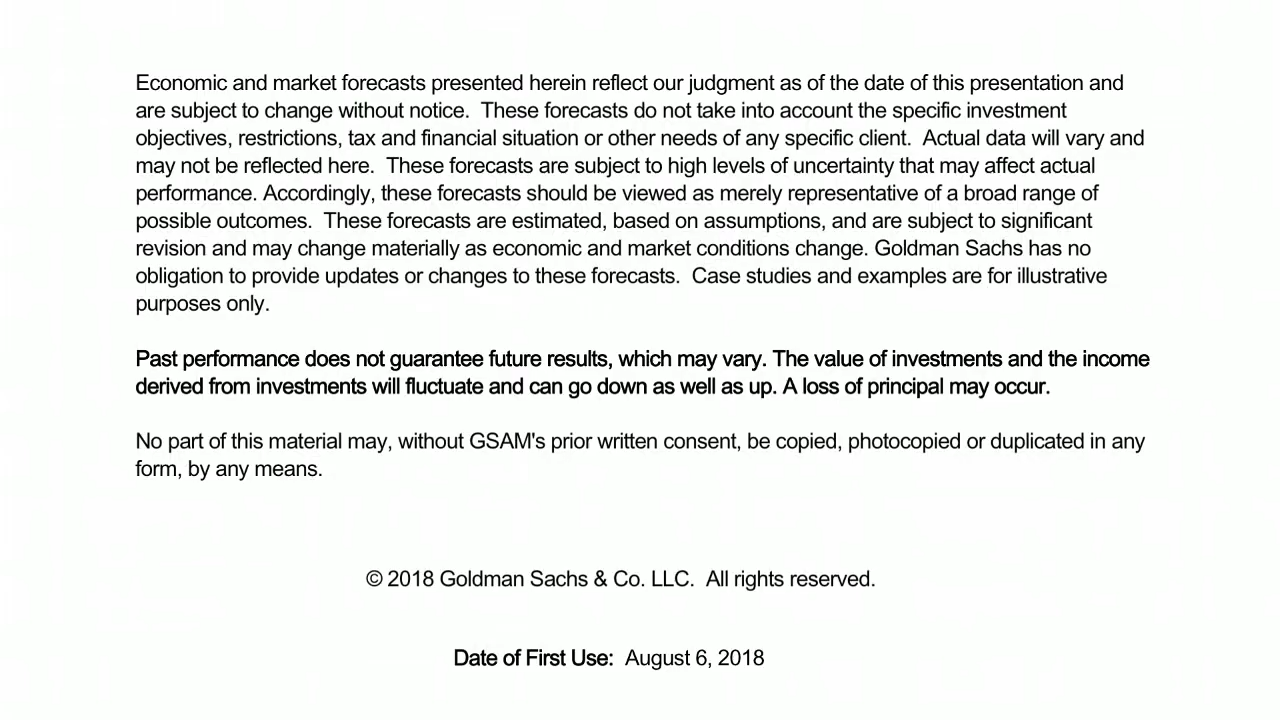 Economic and market forecasts presented herein reflect our judgment as of the date of this presentation and
are subject to change without notice.  These forecasts do not take into account the specific investment
objectives, restrictions, tax and financial situation or other needs of any specific client.  Actual data will vary and
may not be reflected here.  These forecasts are subject to high levels of uncertainty that may affect actual
performance. Accordingly, these forecasts should be viewed as merely representative of a broad range of
possible outcomes.  These forecasts are estimated, based on assumptions, and are subject to significant
revision and may change materially as economic and market conditions change. Goldman Sachs has no
obligation to provide updates or changes to these forecasts.  Case studies and examples are for illustrative
purposes only.
Past performance does not guarantee future results, which may vary. The value of investments and the income
derived from investments will fluctuate and can go down as well as up. A loss of principal may occur.
No part of this material may, without GSAM's prior written consent, be copied, photocopied or duplicated in any
form, by any means.
© 2018 Goldman Sachs & Co. LLC.  All rights reserved.
Date of First Use:  August 6, 2018